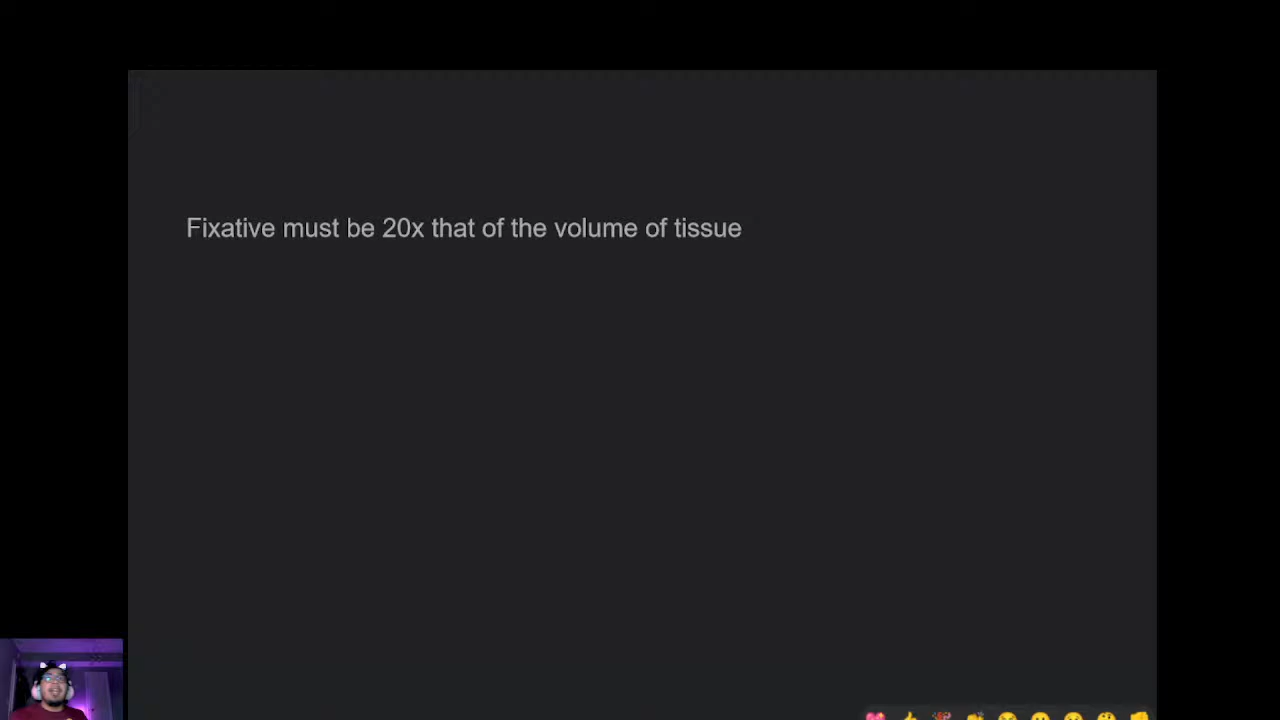 Fixative must be 20x that of the volume of tissue